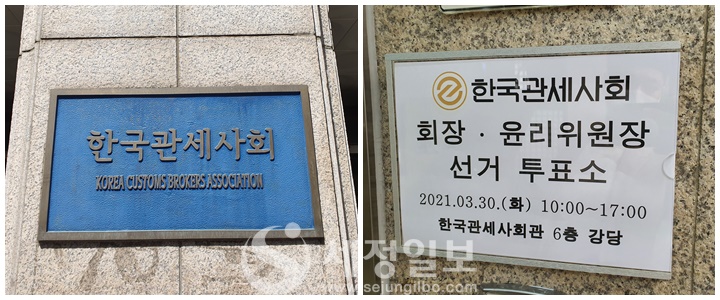 한국관세사회
KOREA CUSTOMS BROKERS ASSOCIATION
한국관세사회
회장 · 윤리위원장
선거 투표소
2021.03.30.(화) 10:00~17:00
한국관세사회관 6층 강당
세정일보
www.sejungilbo.com